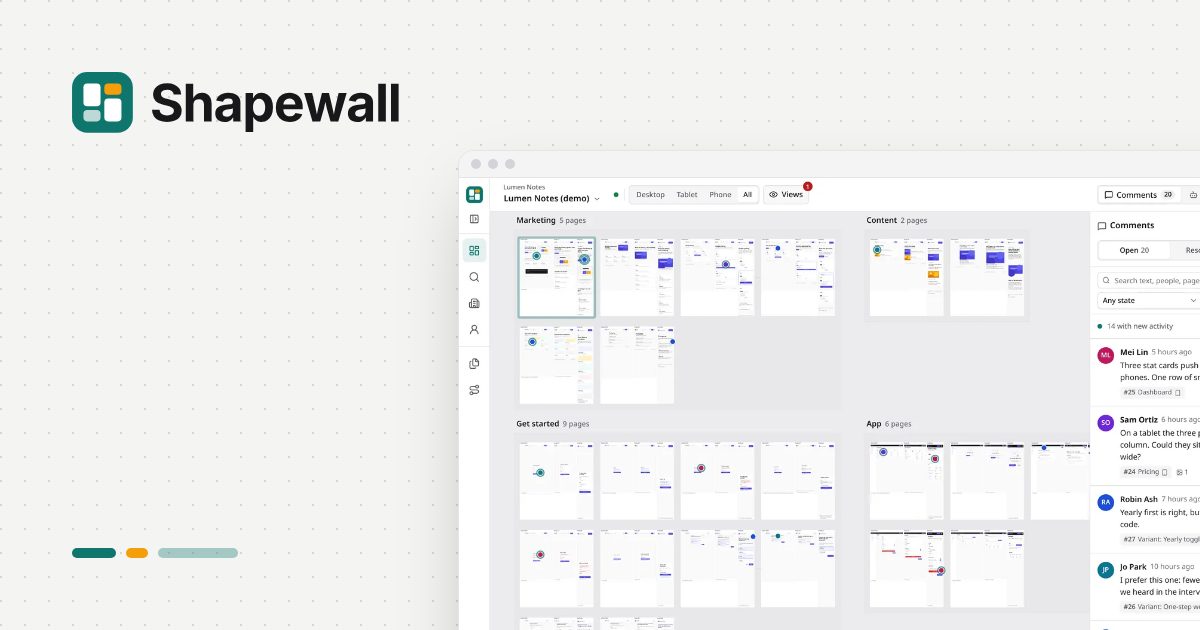 Shapewall
Lumen Notes
Lumen Notes (demo)
Desktop Tablet Phone All Views 1
Comments 20
Marketing 5 pages
Content 2 pages
Get started 9 pages
App 6 pages
Comments
Open 20
Search text, people, page
Any state
14 with new activity
ML Mei Lin 5 hours ago
Three stat cards push
phones. One row of
#25 Dashboard
SO Sam Ortiz 6 hours ago
On a tablet the three
column. Could they
wide?
#24 Pricing 1
RA Robin Ash 7 hours ago
Yearly first is right, but
code.
#27 Variant: Yearly
JP Jo Park 10 hours ago
I prefer this one:
we heard in the
#26 Variant: One-step